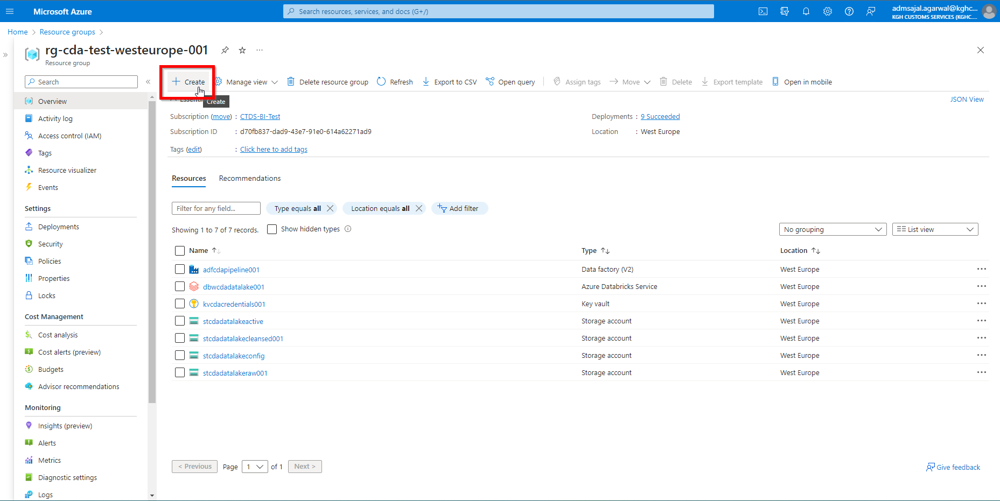 Microsoft Azure
Search resources, services, and docs (G+/)
admsajal.agarwal@kghc...
KGH CUSTOMS SERVICES (KGHC....
Home > Resource groups >
rg-cda-test-westeurope-001
Resource group
Search
Create
Manage view
Delete resource group
Refresh
Export to CSV
Open query
Assign tags
Move
Delete
Export template
Open in mobile
Create
JSON View
Subscription (move) : CTDS-BI-Test
Deployments : 9 Succeeded
Subscription ID : d70fb837-dad9-43e7-91e0-614a62271ad9
Location : West Europe
Tags (edit) : Click here to add tags
Overview
Activity log
Access control (IAM)
Tags
Resource visualizer
Events
Settings
Deployments
Security
Policies
Properties
Locks
Cost Management
Cost analysis
Cost alerts (preview)
Budgets
Advisor recommendations
Monitoring
Insights (preview)
Alerts
Metrics
Diagnostic settings
Logs
Resources Recommendations
Filter for any field...
Type equals all
Location equals all
Add filter
Showing 1 to 7 of 7 records.
Show hidden types
No grouping
List view
Name Type Location
adfcdapipeline001 Data factory (V2) West Europe
dbwcdadatalake001 Azure Databricks Service West Europe
kvcdacredentials001 Key vault West Europe
stcdadatalakeactive Storage account West Europe
stcdadatalakecleansed001 Storage account West Europe
stcdadatalakeconfig Storage account West Europe
stcdadatalakeraw001 Storage account West Europe
< Previous Page 1 of 1 Next >
Give feedback